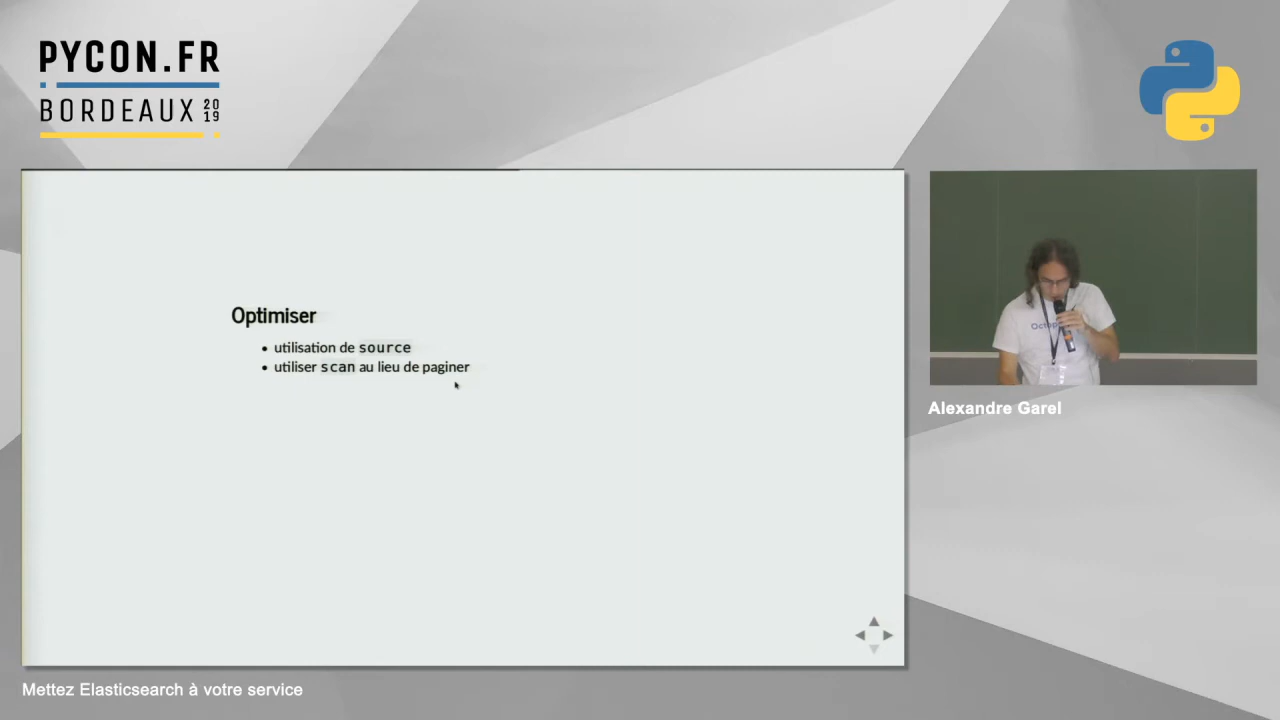 PYCON.FR
BORDEAUX 2019
Optimiser
utilisation de source
utiliser scan au lieu de paginer
Alexandre Garel
Mettez Elasticsearch à votre service